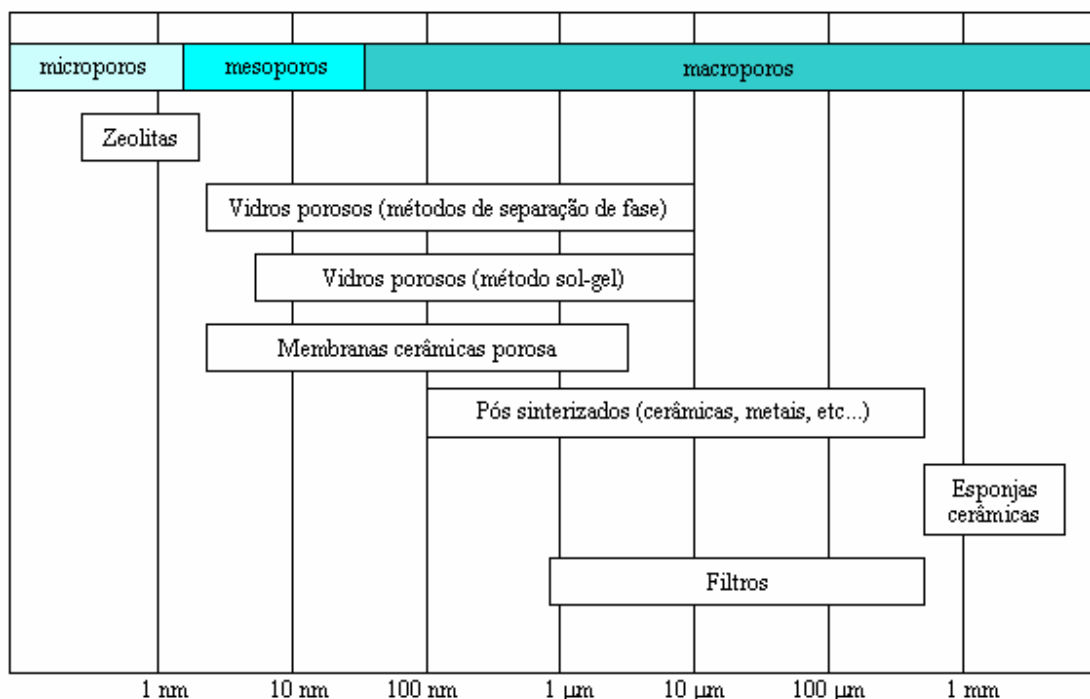 microporos mesoporos macroporos
Zeolitas
Vidros porosos (métodos de separação de fase)
Vidros porosos (método sol-gel)
Membranas cerâmicas porosa
Pós sinterizados (cerâmicas, metais, etc...)
Esponjas
cerâmicas
Filtros
1 nm 10 nm 100 nm 1 µm 10 µm 100 µm 1 mm